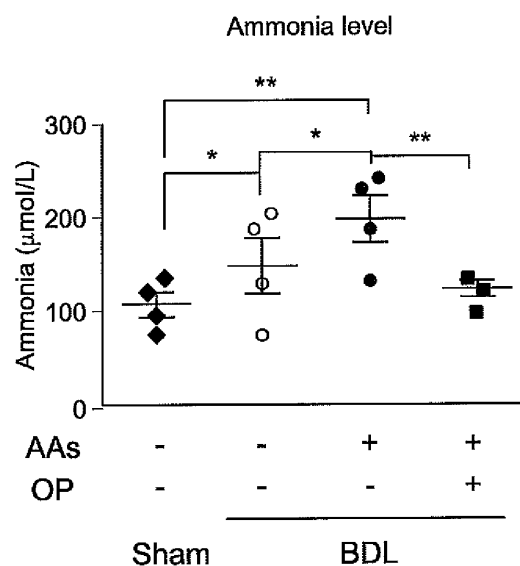 Ammonia level
**
* * **
300
200
100
0
Ammonia (μmol/L)
AAs - - + +
OP - - - +
Sham BDL